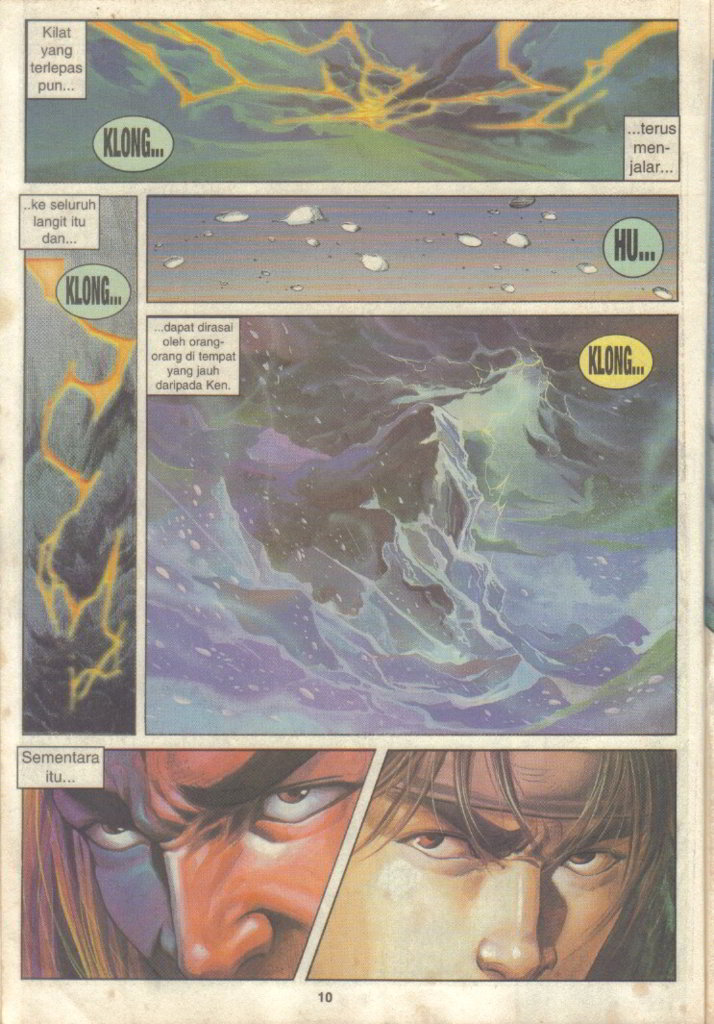 Kilat
yang
terlepas
pun...
KLONG...
...terus
men-
jalar...
..ke seluruh
langit itu
dan...
KLONG...
HU...
...dapat dirasai
oleh orang-
orang di tempat
yang jauh
daripada Ken.
KLONG...
Sementara
itu...
10